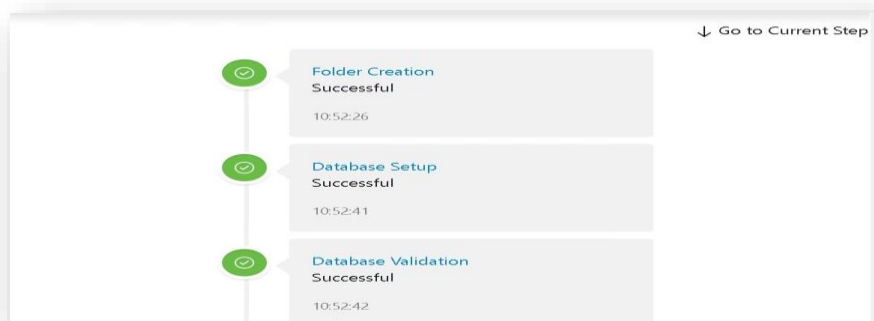 ↓ Go to Current Step
Folder Creation
Successful
10:52:26
Database Setup
Successful
10:52:41
Database Validation
Successful
10:52:42